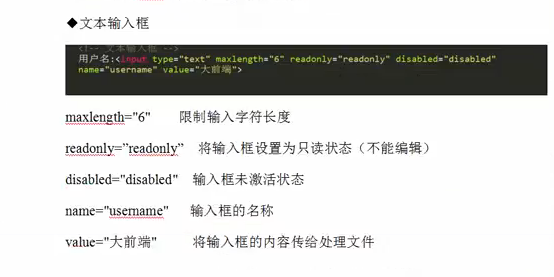 ◆文本输入框
<!-- 文本输入框 -->
用户名:<input type="text" maxlength="6" readonly="readonly" disabled="disabled"
name="username" value="大前端">
maxlength="6" 限制输入字符长度
readonly=”readonly” 将输入框设置为只读状态（不能编辑）
disabled="disabled" 输入框未激活状态
name="username" 输入框的名称
value="大前端" 将输入框的内容传给处理文件